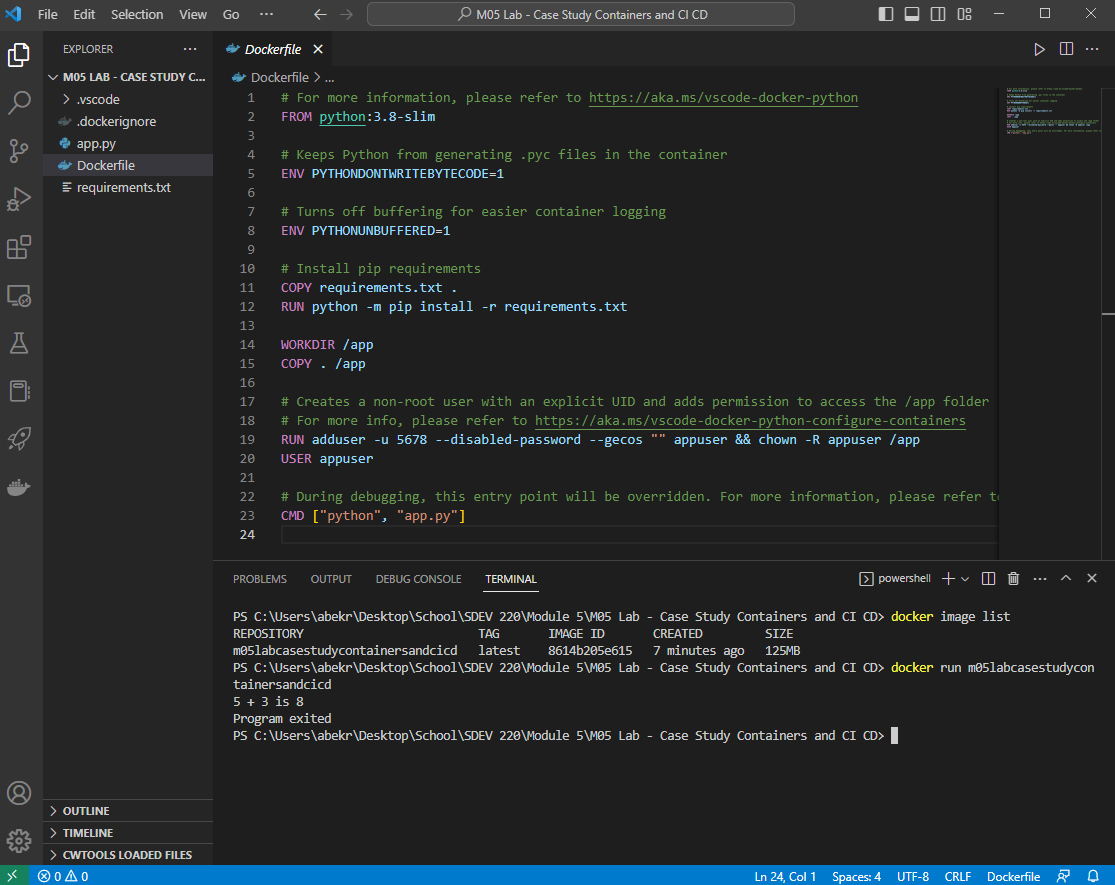 File Edit Selection View Go ··· M05 Lab - Case Study Containers and CI CD
EXPLORER ···
M05 LAB - CASE STUDY C...
.vscode
.dockerignore
app.py
Dockerfile
requirements.txt
OUTLINE
TIMELINE
CWTOOLS LOADED FILES
Dockerfile
Dockerfile > ...
1 # For more information, please refer to https://aka.ms/vscode-docker-python
2 FROM python:3.8-slim
3
4 # Keeps Python from generating .pyc files in the container
5 ENV PYTHONDONTWRITEBYTECODE=1
6
7 # Turns off buffering for easier container logging
8 ENV PYTHONUNBUFFERED=1
9
10 # Install pip requirements
11 COPY requirements.txt .
12 RUN python -m pip install -r requirements.txt
13
14 WORKDIR /app
15 COPY . /app
16
17 # Creates a non-root user with an explicit UID and adds permission to access the /app folder
18 # For more info, please refer to https://aka.ms/vscode-docker-python-configure-containers
19 RUN adduser -u 5678 --disabled-password --gecos "" appuser && chown -R appuser /app
20 USER appuser
21
22 # During debugging, this entry point will be overridden. For more information, please refer to
23 CMD ["python", "app.py"]
24
PROBLEMS OUTPUT DEBUG CONSOLE TERMINAL powershell
PS C:\Users\abekr\Desktop\School\SDEV 220\Module 5\M05 Lab - Case Study Containers and CI CD> docker image list
REPOSITORY TAG IMAGE ID CREATED SIZE
m05labcasestudycontainersandcicd latest 8614b205e615 7 minutes ago 125MB
PS C:\Users\abekr\Desktop\School\SDEV 220\Module 5\M05 Lab - Case Study Containers and CI CD> docker run m05labcasestudycon
tainersandcicd
5 + 3 is 8
Program exited
PS C:\Users\abekr\Desktop\School\SDEV 220\Module 5\M05 Lab - Case Study Containers and CI CD>
0 0 Ln 24, Col 1 Spaces: 4 UTF-8 CRLF Dockerfile